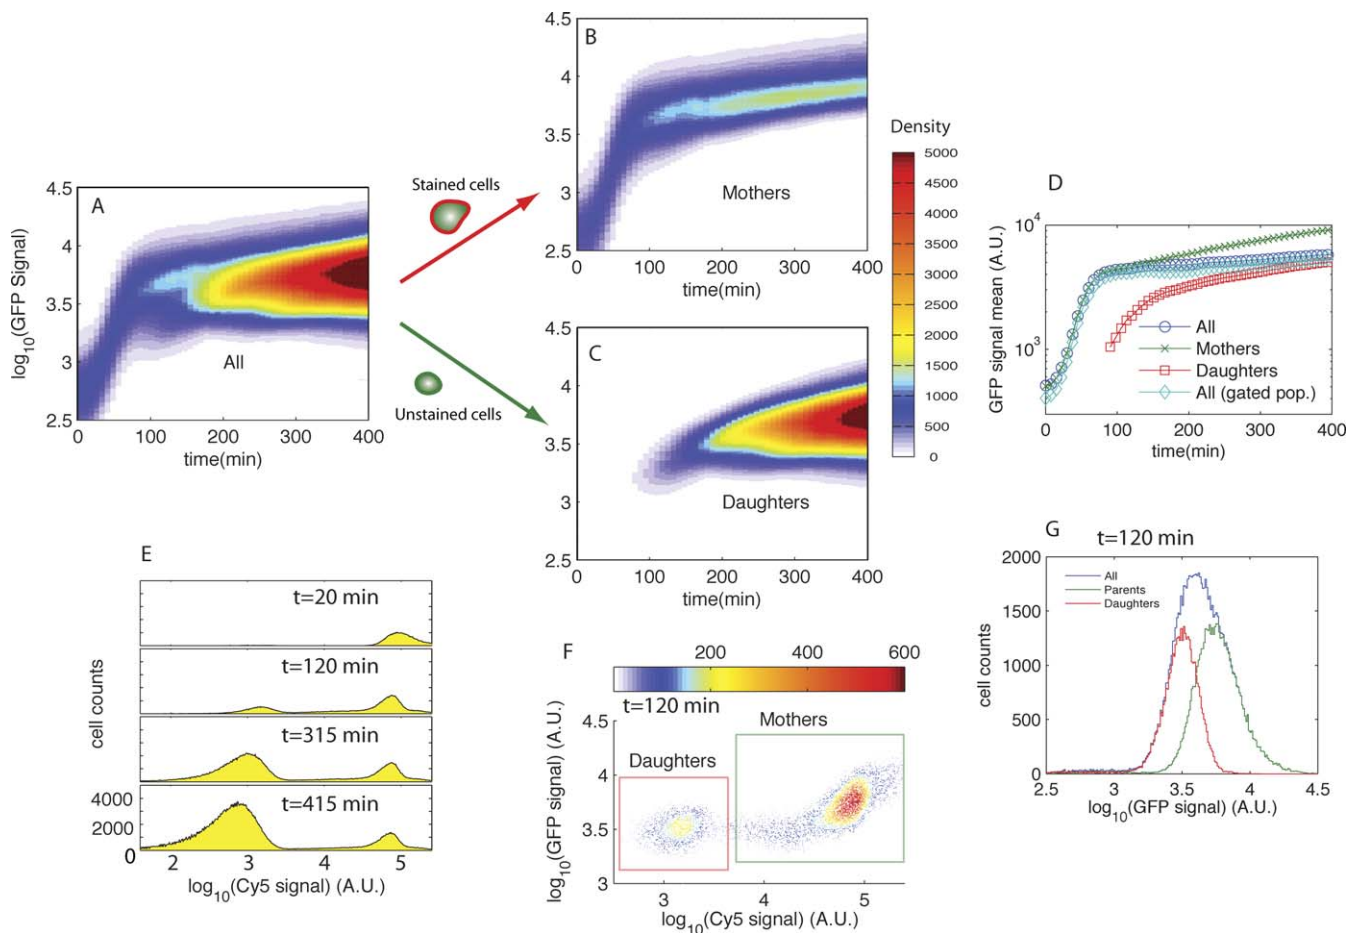 A
4.5
4
3.5
3
2.5
log10(GFP Signal)
All
0 100 200 300 400
time(min)
Stained cells
Unstained cells
B
4.5
4
3.5
3
2.5
Mothers
0 100 200 300 400
time(min)
C
4.5
4
3.5
3
2.5
Daughters
0 100 200 300 400
time(min)
Density
5000
4500
4000
3500
3000
2500
2000
1500
1000
500
0
D
10^4
10^3
GFP signal mean (A.U.)
All
Mothers
Daughters
All (gated pop.)
0 100 200 300 400
time(min)
E
t=20 min
t=120 min
t=315 min
t=415 min
cell counts
4000
2000
0
2 3 4 5
log10(Cy5 signal) (A.U.)
F
200 400 600
t=120 min
Mothers
Daughters
4.5
4
3.5
3
log10(GFP signal) (A.U.)
3 4 5
log10(Cy5 signal) (A.U.)
G
t=120 min
2000
1500
1000
500
0
cell counts
All
Parents
Daughters
2.5 3 3.5 4 4.5
log10(GFP signal) (A.U.)